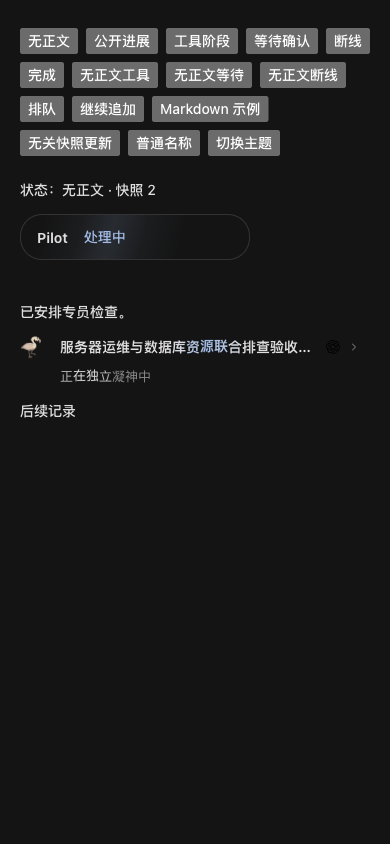 无正文 公开进展 工具阶段 等待确认 断线
完成 无正文工具 无正文等待 无正文断线
排队 继续追加 Markdown 示例
无关快照更新 普通名称 切换主题
状态：无正文 · 快照 2
Pilot 处理中
已安排专员检查。
服务器运维与数据库资源联合排查验收...
正在独立凝神中
后续记录